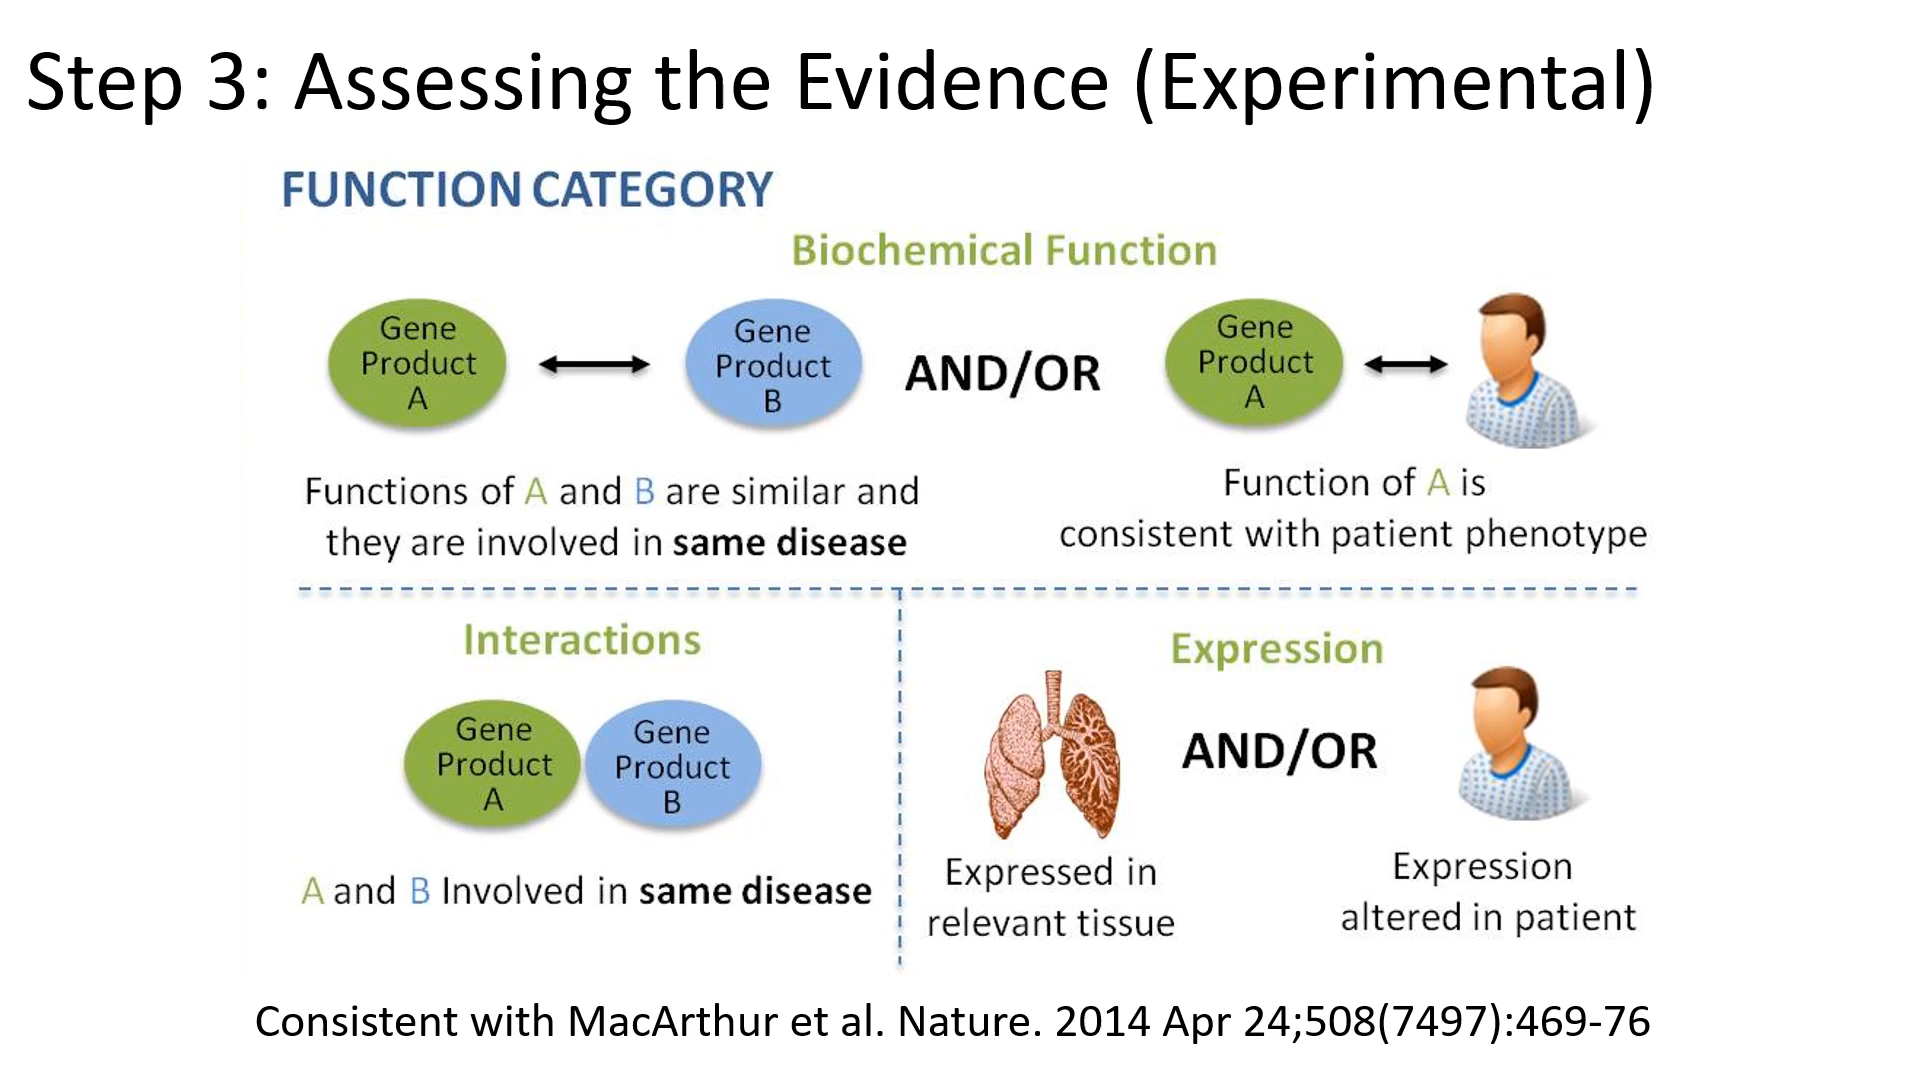 Step 3: Assessing the Evidence (Experimental)
FUNCTION CATEGORY
Biochemical Function
Gene
Product
A
Gene
Product
B
AND/OR
Gene
Product
A
Functions of A and B are similar and
they are involved in same disease
Function of A is
consistent with patient phenotype
Interactions
Gene
Product
A
Gene
Product
B
A and B Involved in same disease
Expression
AND/OR
Expressed in
relevant tissue
Expression
altered in patient
Consistent with MacArthur et al. Nature. 2014 Apr 24;508(7497):469-76